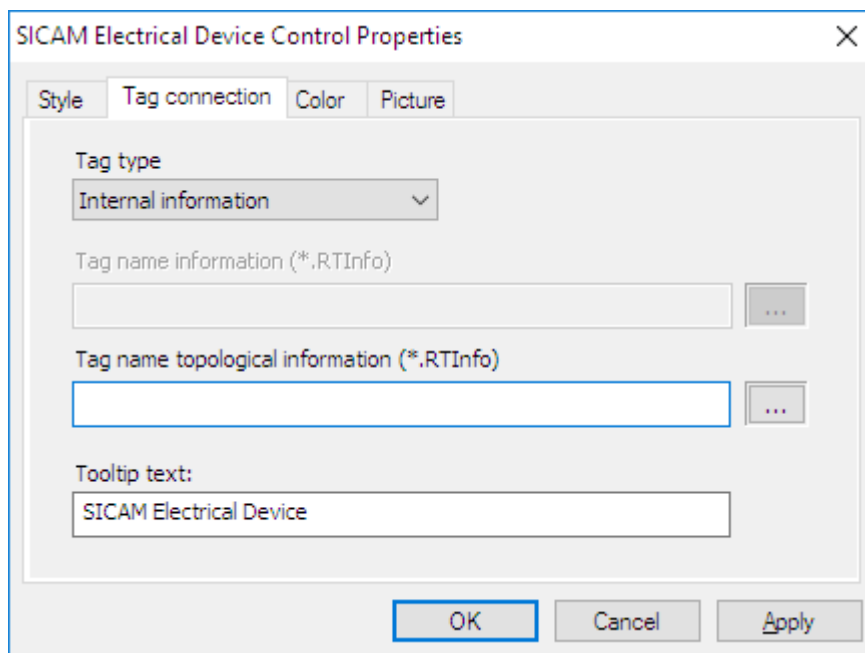 SICAM Electrical Device Control Properties
Style Tag connection Color Picture
Tag type
Internal information
Tag name information (*.RTInfo)
...
Tag name topological information (*.RTInfo)
...
Tooltip text:
SICAM Electrical Device
OK Cancel Apply